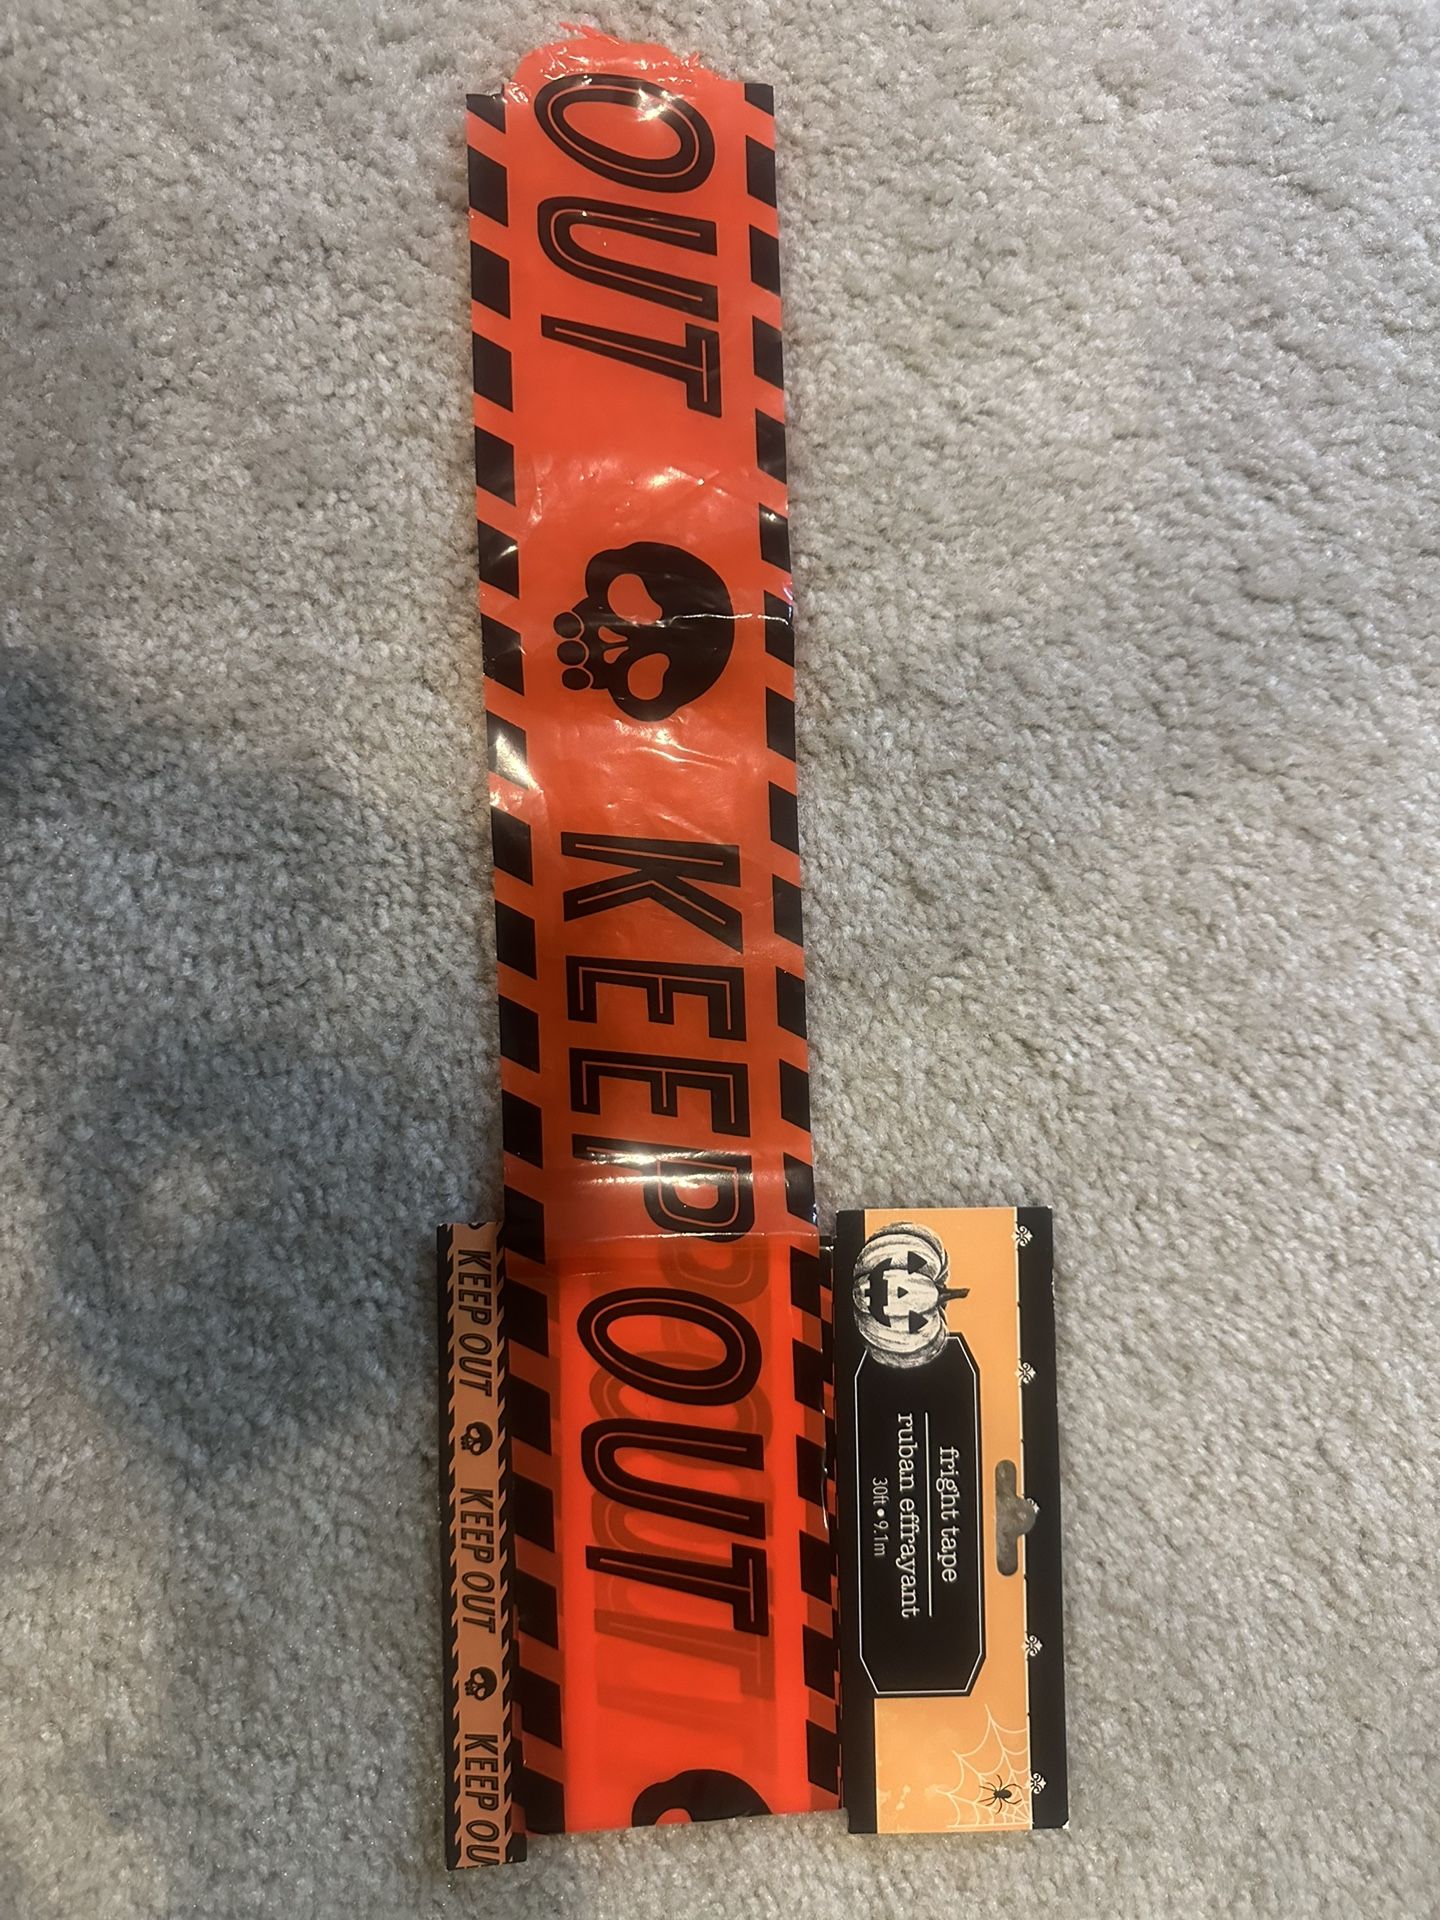 OUT KEEP OUT
KEEP OUT KEEP OUT KEEP OU
fright tape
ruban effrayant
30ft • 9.1m